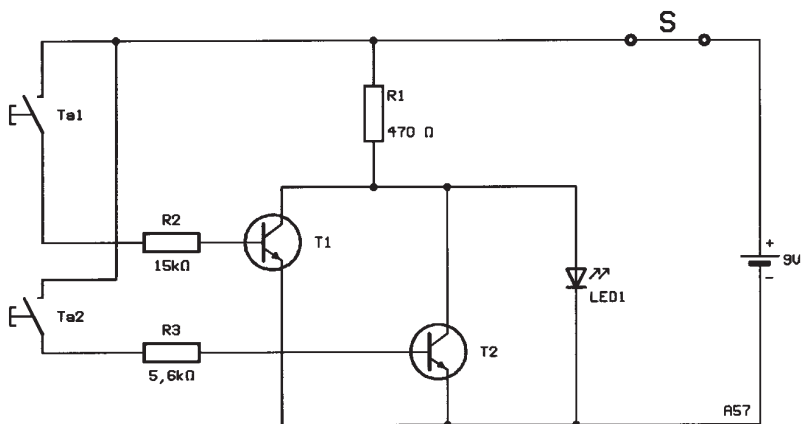 S
Ta1
R1
470 Ω
R2
15kΩ
T1
+
9V
-
LED1
Ta2
R3
5,6kΩ
T2
A57